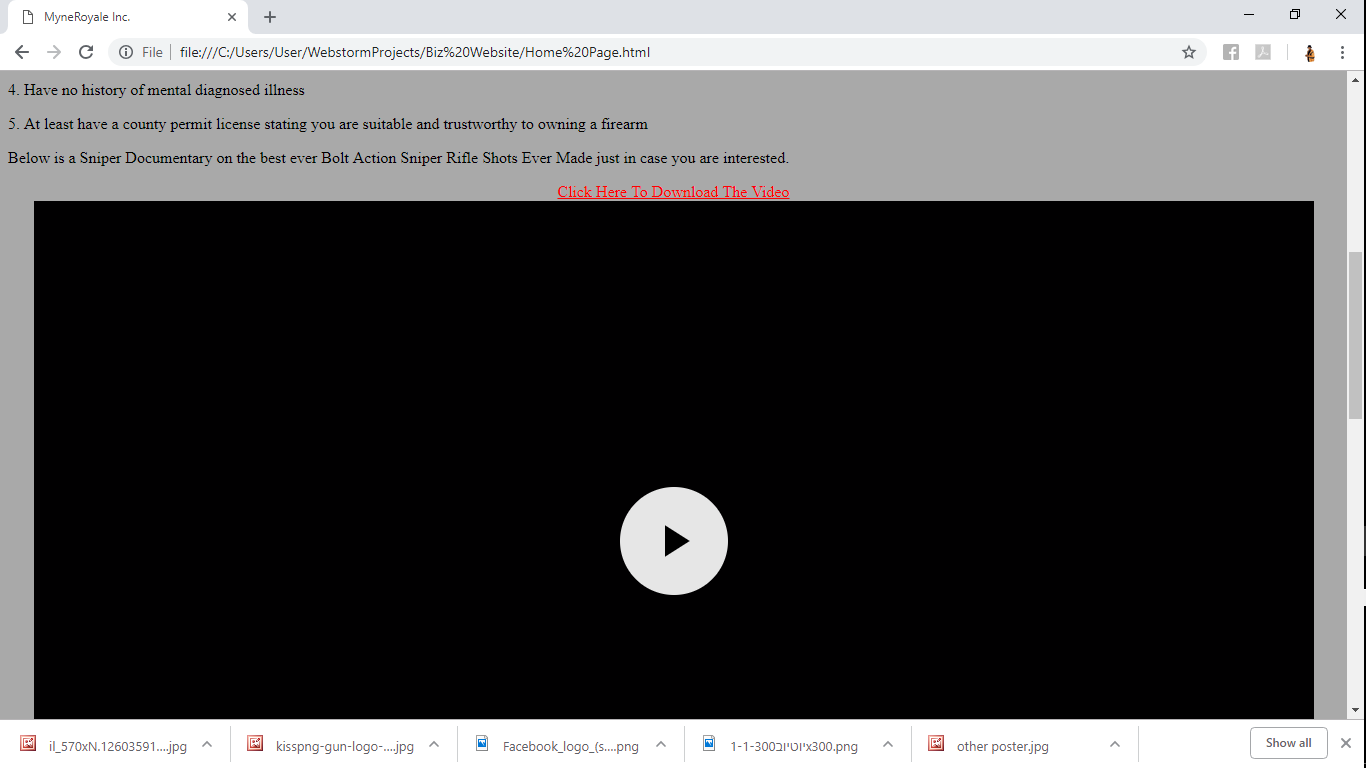 MyneRoyale Inc.
File
file:///C:/Users/User/WebstormProjects/Biz%20Website/Home%20Page.html
4. Have no history of mental diagnosed illness
5. At least have a county permit license stating you are suitable and trustworthy to owning a firearm
Below is a Sniper Documentary on the best ever Bolt Action Sniper Rifle Shots Ever Made just in case you are interested.
Click Here To Download The Video
il_570xN.12603591....jpg
kisspng-gun-logo-....jpg
Facebook_logo_(s....png
1-1-300יוטיובx300.png
other poster.jpg
Show all